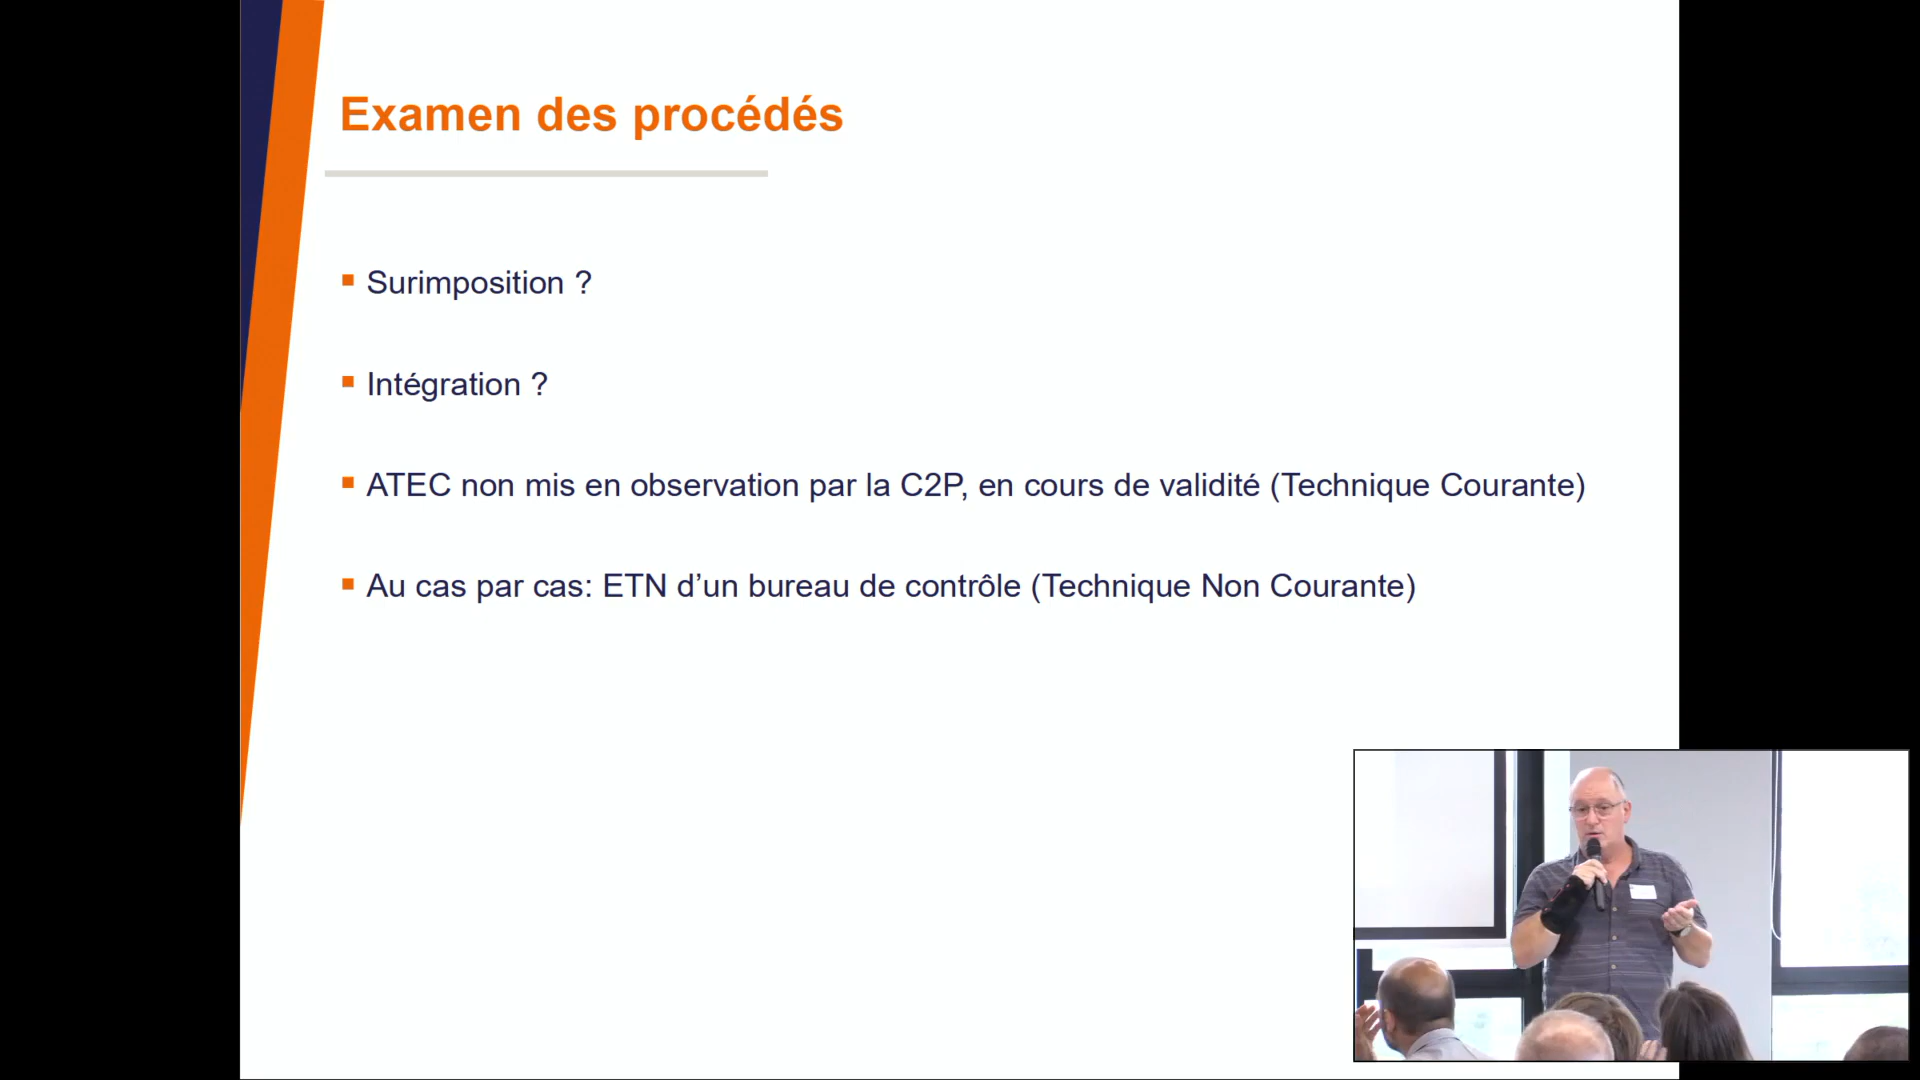 Examen des procédés
▪ Surimposition ?
▪ Intégration ?
▪ ATEC non mis en observation par la C2P, en cours de validité (Technique Courante)
▪ Au cas par cas: ETN d’un bureau de contrôle (Technique Non Courante)